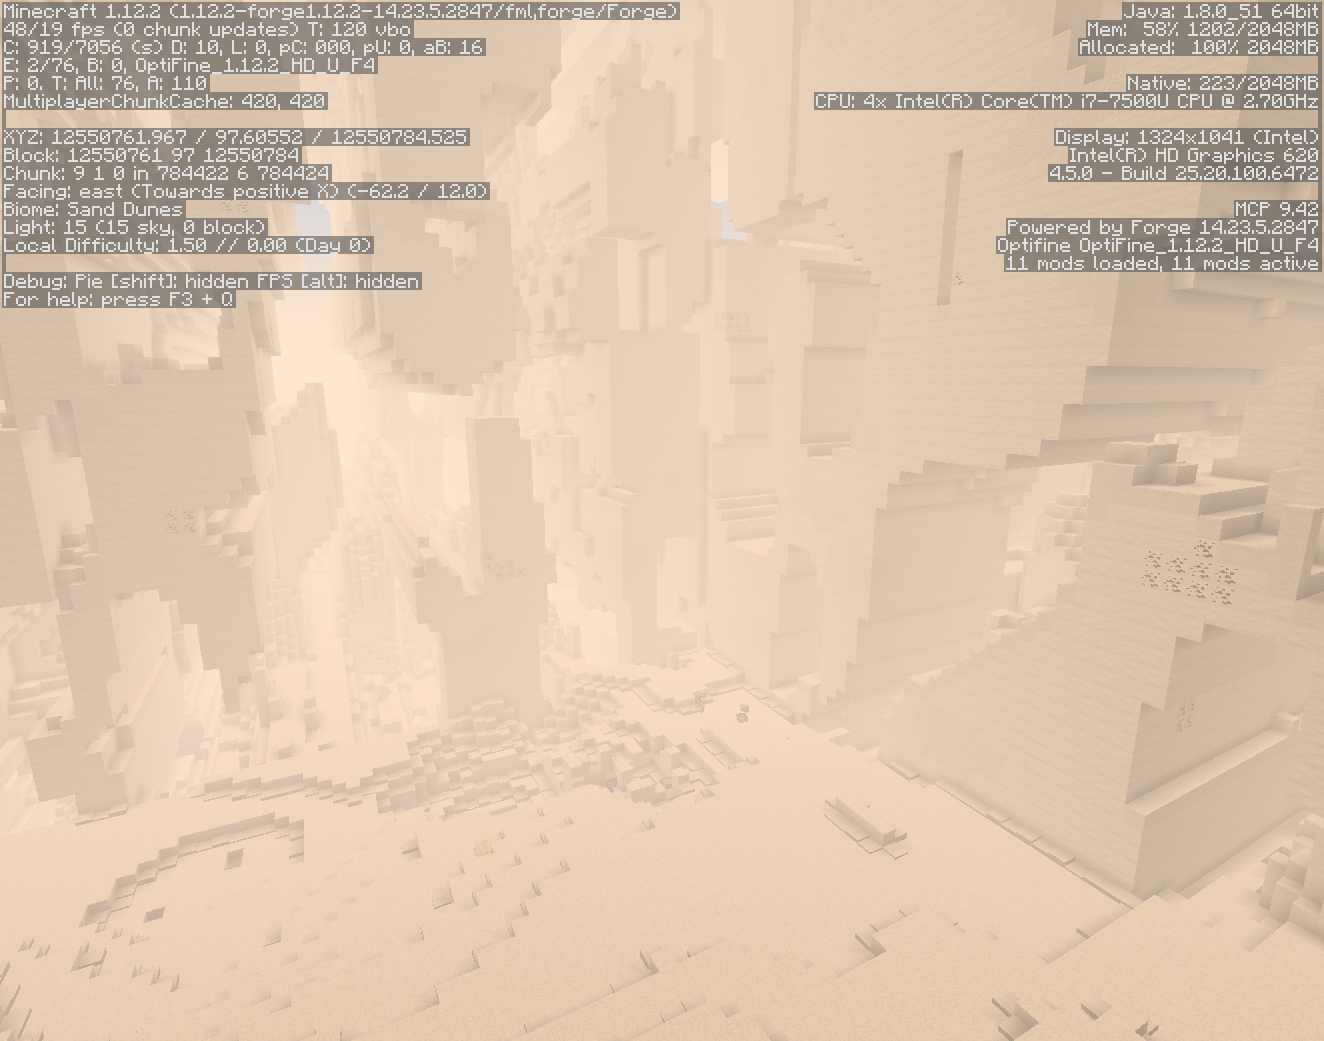 Minecraft 1.12.2 (1.12.2-forge1.12.2-14.23.5.2847/fml,forge/Forge)
48/19 fps (0 chunk updates) T: 120 vbo
C: 919/7056 (s) D: 10, L: 0, pC: 000, pU: 0, aB: 16
E: 2/76, B: 0, OptiFine_1.12.2_HD_U_F4
P: 0, T: All: 76, A: 110
MultiplayerChunkCache: 420, 420
XYZ: 12550761.967 / 97.60552 / 12550784.525
Block: 12550761 97 12550784
Chunk: 9 1 0 in 784422 6 784424
Facing: east (Towards positive X) (-62.2 / 12.0)
Biome: Sand Dunes
Light: 15 (15 sky, 0 block)
Local Difficulty: 1.50 // 0.00 (Day 0)
Debug: Pie [shift]: hidden FPS [alt]: hidden
For help: press F3 + Q
Java: 1.8.0_51 64bit
Mem: 58% 1202/2048MB
Allocated: 100% 2048MB
Native: 223/2048MB
CPU: 4x Intel(R) Core(TM) i7-7500U CPU @ 2.70GHz
Display: 1324x1041 (Intel)
Intel(R) HD Graphics 620
4.5.0 - Build 25.20.100.6472
MCP 9.42
Powered by Forge 14.23.5.2847
Optifine OptiFine_1.12.2_HD_U_F4
11 mods loaded, 11 mods active